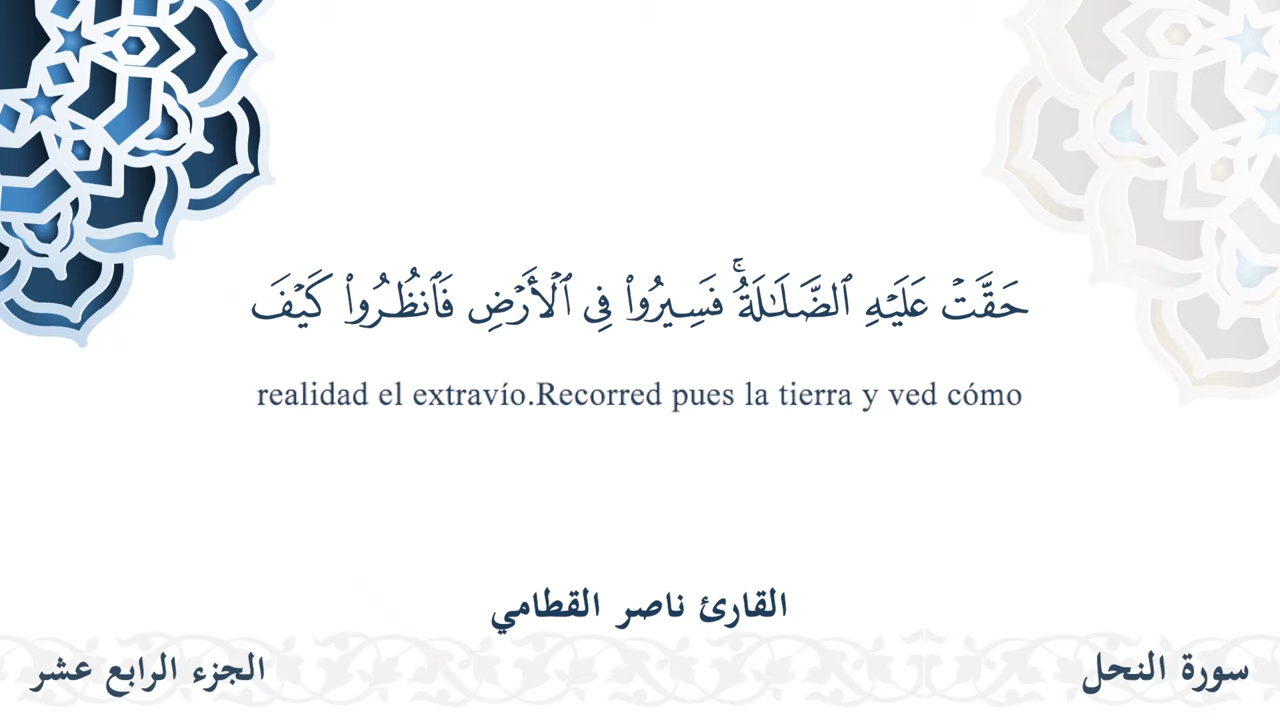 حَقَّتۡ عَلَيۡهِ ٱلضَّلَٰلَةُۚ فَسِيرُواْ فِي ٱلۡأَرۡضِ فَٱنظُرُواْ كَيۡفَ
realidad el extravío.Recorred pues la tierra y ved cómo
القارئ ناصر القطامي
سورة النحل
الجزء الرابع عشر